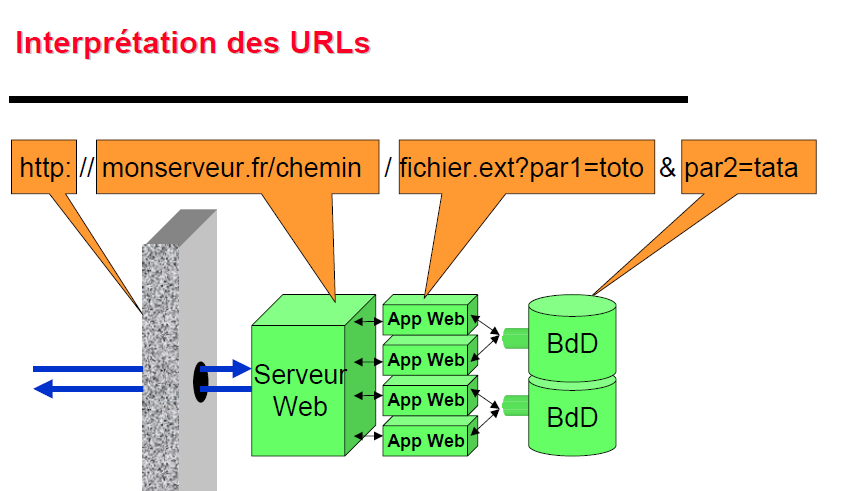 Interprétation des URLs
http: // monserveur.fr/chemin / fichier.ext?par1=toto & par2=tata
App Web
App Web
App Web
App Web
Serveur
Web
BdD
BdD